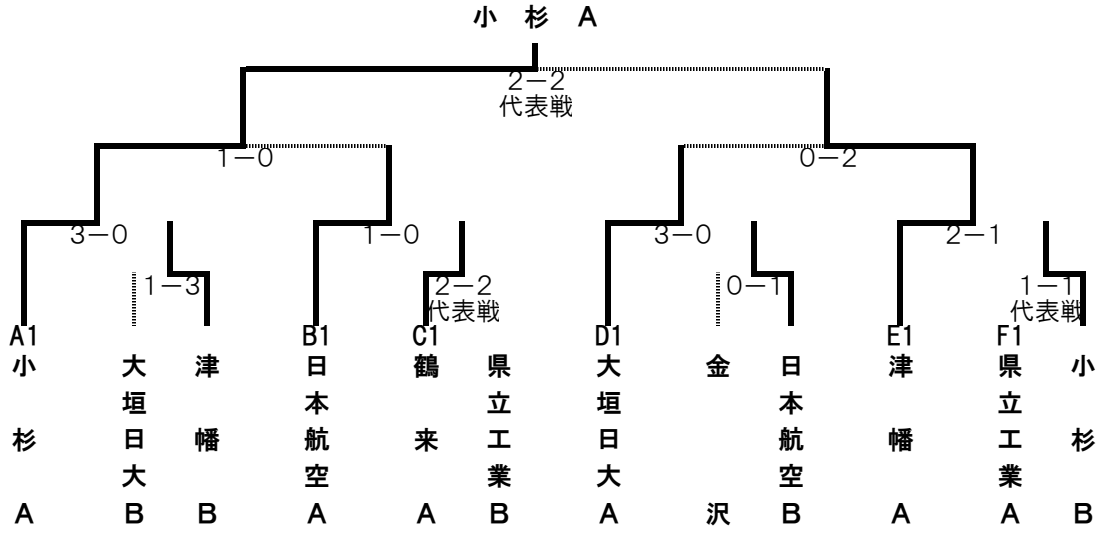 小杉A
2−2
代表戦
1−0
0−2
3−0
1−0
3−0
2−1
1−3
2−2
代表戦
0−1
1−1
代表戦
A1
B1
C1
D1
E1
F1
小杉A
大垣日大B
津幡B
日本航空A
鶴来A
県立工業B
大垣日大A
金沢
日本航空B
津幡A
県立工業A
小杉B